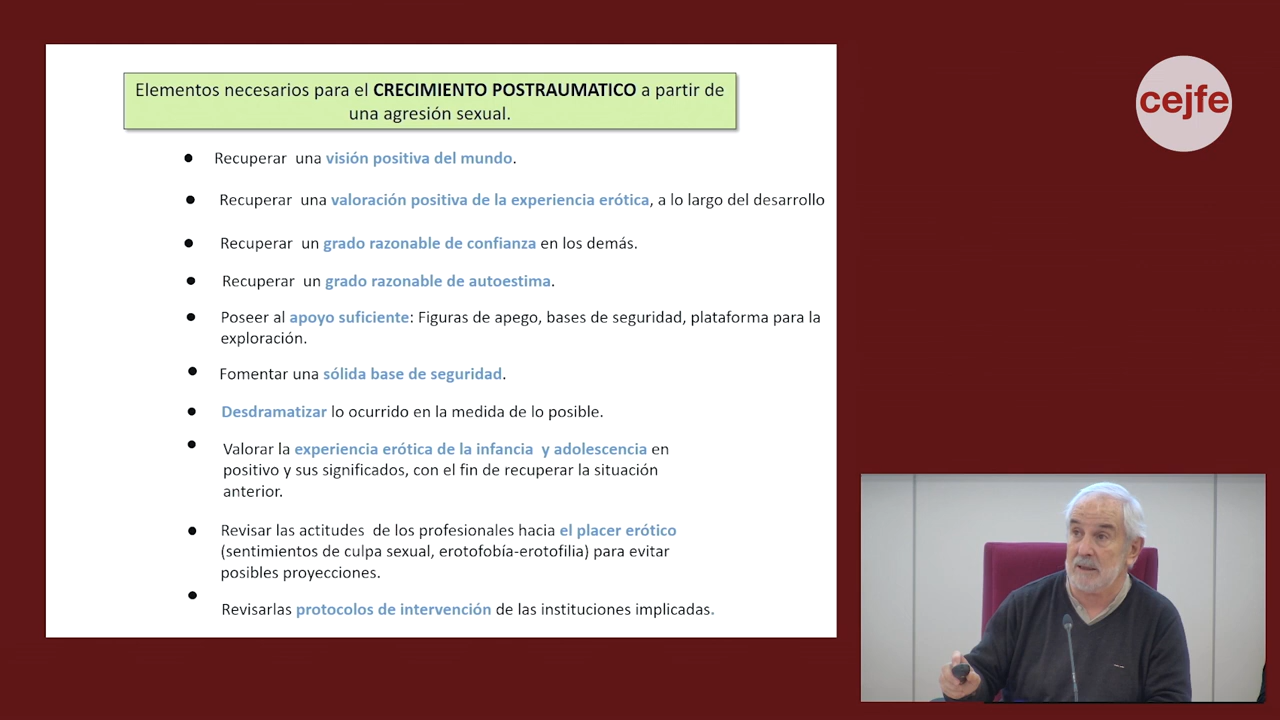 Elementos necesarios para el CRECIMIENTO POSTRAUMATICO a partir de
una agresión sexual.
cejfe
● Recuperar una visión positiva del mundo.
● Recuperar una valoración positiva de la experiencia erótica, a lo largo del desarrollo
● Recuperar un grado razonable de confianza en los demás.
● Recuperar un grado razonable de autoestima.
● Poseer al apoyo suficiente: Figuras de apego, bases de seguridad, plataforma para la
exploración.
● Fomentar una sólida base de seguridad.
● Desdramatizar lo ocurrido en la medida de lo posible.
● Valorar la experiencia erótica de la infancia y adolescencia en
positivo y sus significados, con el fin de recuperar la situación
anterior.
● Revisar las actitudes de los profesionales hacia el placer erótico
(sentimientos de culpa sexual, erotofobía-erotofilia) para evitar
posibles proyecciones.
● Revisarlas protocolos de intervención de las instituciones implicadas.